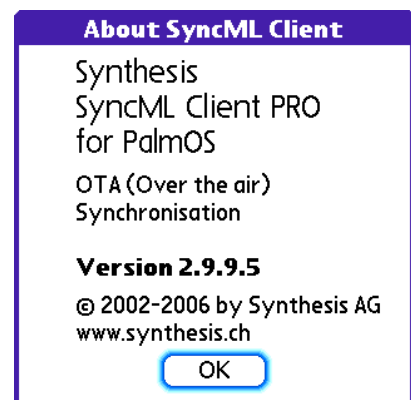 About SyncML Client
Synthesis
SyncML Client PRO
for PalmOS
OTA (Over the air)
Synchronisation
Version 2.9.9.5
© 2002-2006 by Synthesis AG
www.synthesis.ch
OK